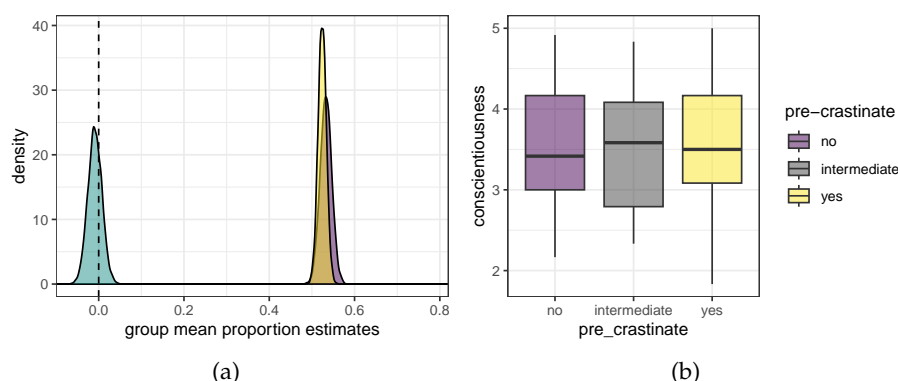 density
40
30
20
10
0
0.0 0.2 0.4 0.6 0.8
group mean proportion estimates
(a)
conscientiousness
5
4
3
2
no intermediate yes
pre_crastinate
(b)
pre−crastinate
no
intermediate
yes